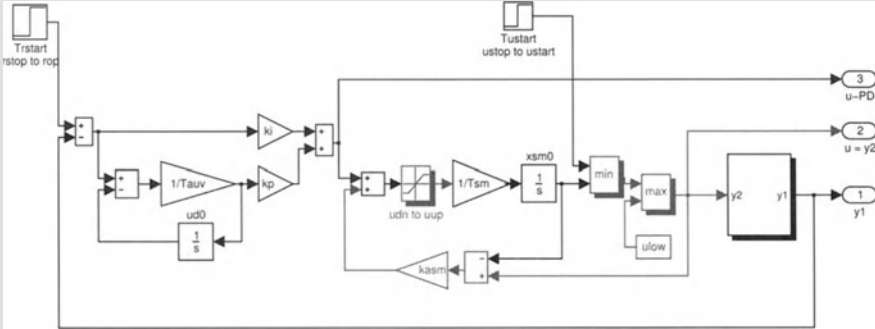 Trstart
rstop to rop
Tustart
ustop to ustart
3
u-PD
2
u = y2
1
y1
+
−
ki
+
+
+
−
1/Tauv
kp
ud0
1
s
+
+
udn to uup
1/Tsm
xsm0
1
s
min
max
ulow
y2
y1
kasm
−
+